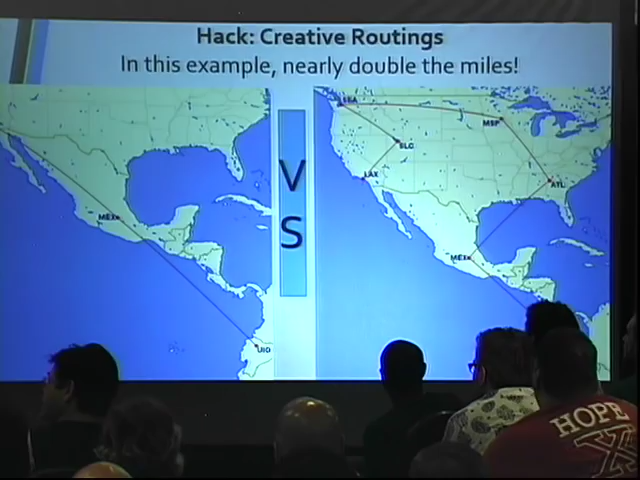 Hack: Creative Routings
In this example, nearly double the miles!
MEX
UIO
V
S
SEA
MSP
SLC
LAX
ATL
MEX
HOPE
X